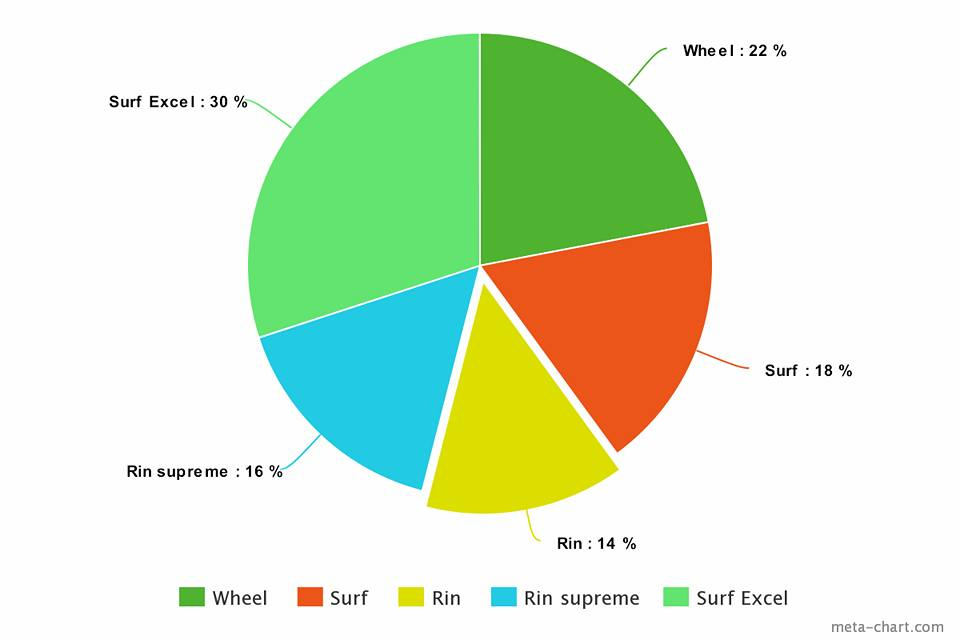 Wheel : 22 %
Surf Excel : 30 %
Surf : 18 %
Rin supreme : 16 %
Rin : 14 %
Wheel Surf Rin Rin supreme Surf Excel
meta-chart.com